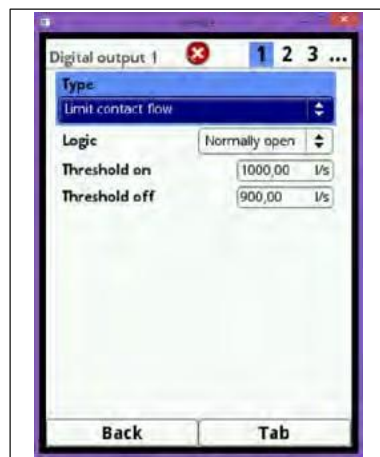 Digital output 1 1 2 3 ...
Type
Limit contact flow
Logic Normally open
Threshold on 1000,00 l/s
Threshold off 900,00 l/s
Back Tab